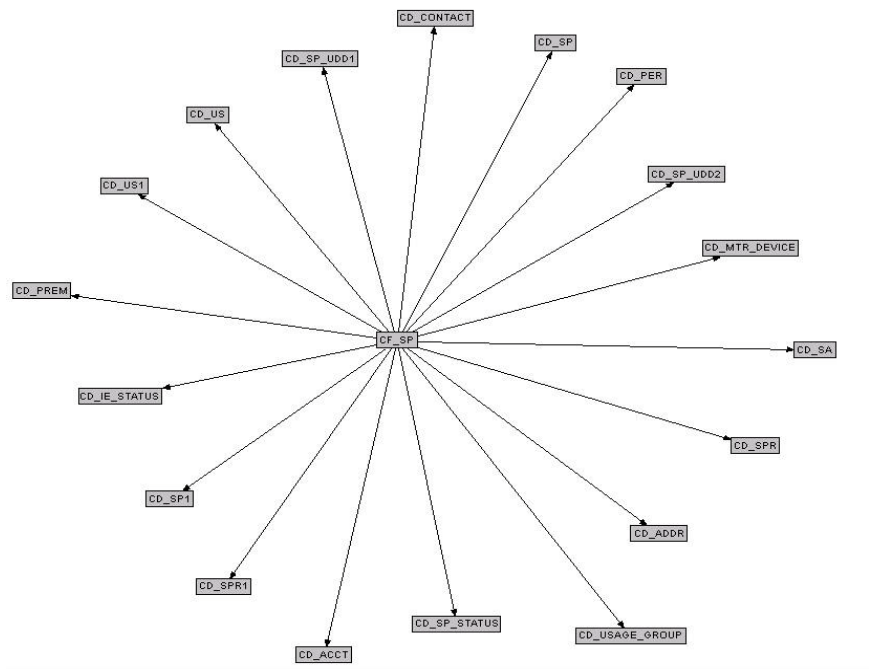 CD_CONTACT
CD_SP
CD_SP_UDD1
CD_PER
CD_US
CD_SP_UDD2
CD_US1
CD_MTR_DEVICE
CD_PREM
CF_SP
CD_SA
CD_IE_STATUS
CD_SPR
CD_SP1
CD_ADDR
CD_SPR1
CD_SP_STATUS
CD_USAGE_GROUP
CD_ACCT